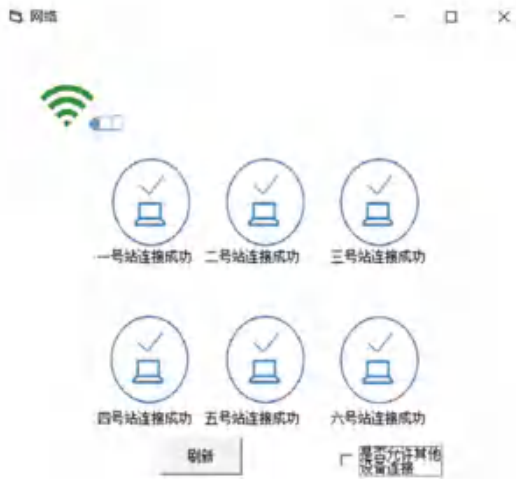 网络
一号站连接成功 二号站连接成功 三号站连接成功
四号站连接成功 五号站连接成功 六号站连接成功
刷新
是否允许其他
设备连接